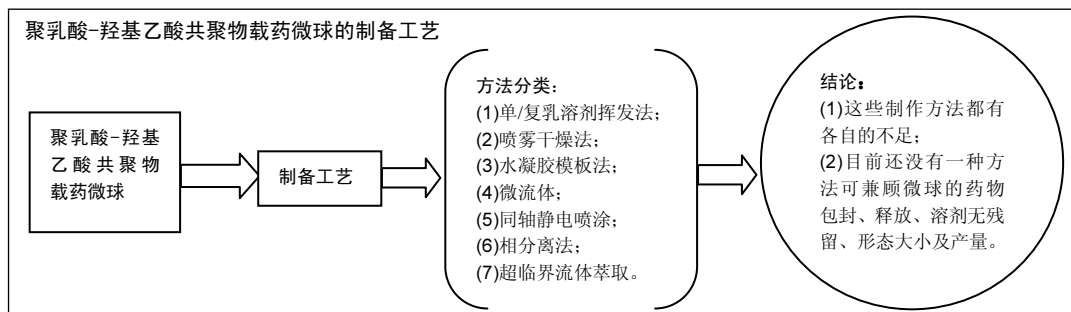 聚乳酸-羟基乙酸共聚物载药微球的制备工艺
聚乳酸-羟基
乙酸共聚物
载药微球
制备工艺
方法分类：
(1)单/复乳溶剂挥发法；
(2)喷雾干燥法；
(3)水凝胶模板法；
(4)微流体；
(5)同轴静电喷涂；
(6)相分离法；
(7)超临界流体萃取。
结论：
(1)这些制作方法都有
各自的不足；
(2)目前还没有一种方
法可兼顾微球的药物
包封、释放、溶剂无残
留、形态大小及产量。